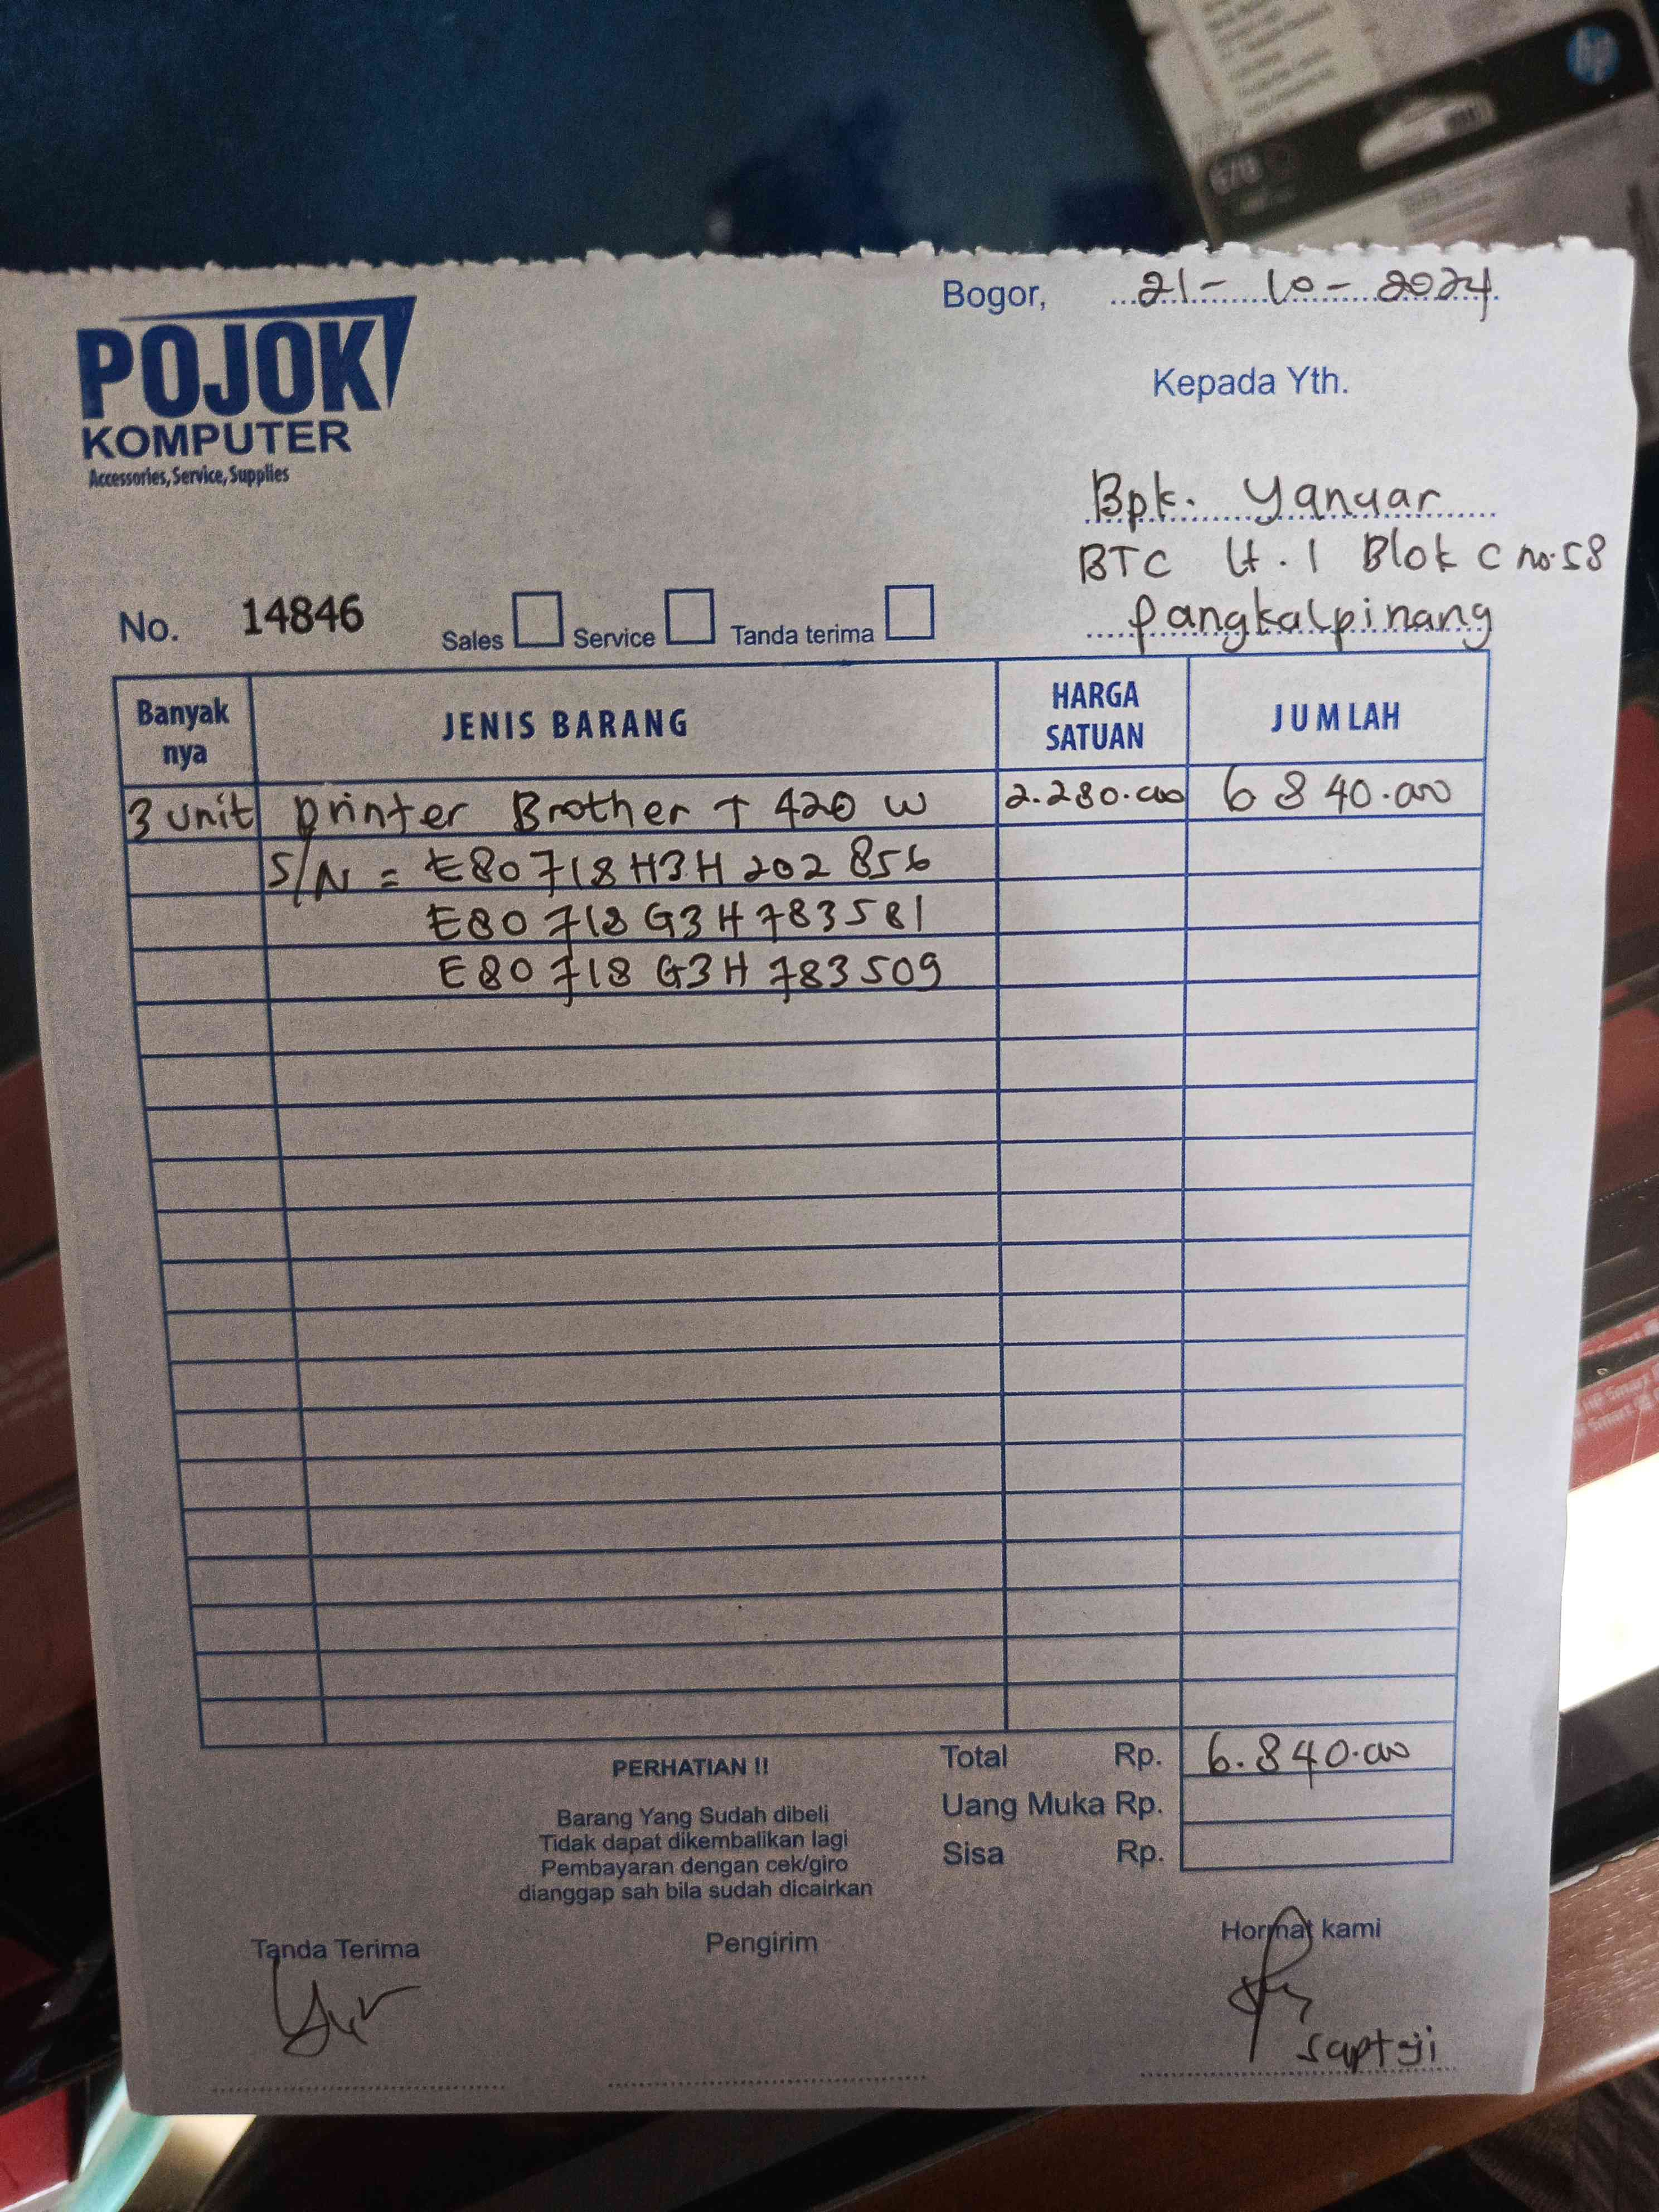 hp
678
Bogor, 21 - 10 - 2024
POJOK
KOMPUTER
Accessories, Service, Supplies
Kepada Yth.
Bpk. Yanuar
BTC Lt. 1 Blok C no. 58
Pangkalpinang
No. 14846 Sales Service Tanda terima
Banyak nya JENIS BARANG HARGA SATUAN JUMLAH
3 unit printer Brother T 420 W 2.280.000 6 840.000
S/N = E80718H3H202856
E80718G3H783581
E80718G3H783509
Total Rp. 6.840.000
Uang Muka Rp.
Sisa Rp.
PERHATIAN !!
Barang Yang Sudah dibeli
Tidak dapat dikembalikan lagi
Pembayaran dengan cek/giro
dianggap sah bila sudah dicairkan
Tanda Terima Pengirim Hormat kami